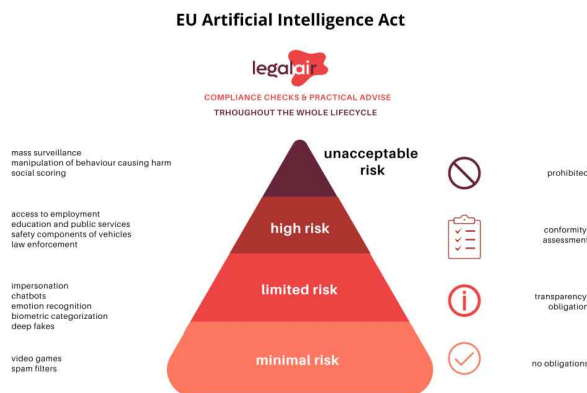 EU Artificial Intelligence Act
legalair
COMPLIANCE CHECKS & PRACTICAL ADVISE
TRHOUGHOUT THE WHOLE LIFECYCLE
mass surveillance
manipulation of behaviour causing harm
social scoring
unacceptable
risk
prohibited
access to employment
education and public services
safety components of vehicles
law enforcement
high risk
conformity
assessment
impersonation
chatbots
emotion recognition
biometric categorization
deep fakes
limited risk
transparency
obligation
video games
spam filters
minimal risk
no obligations